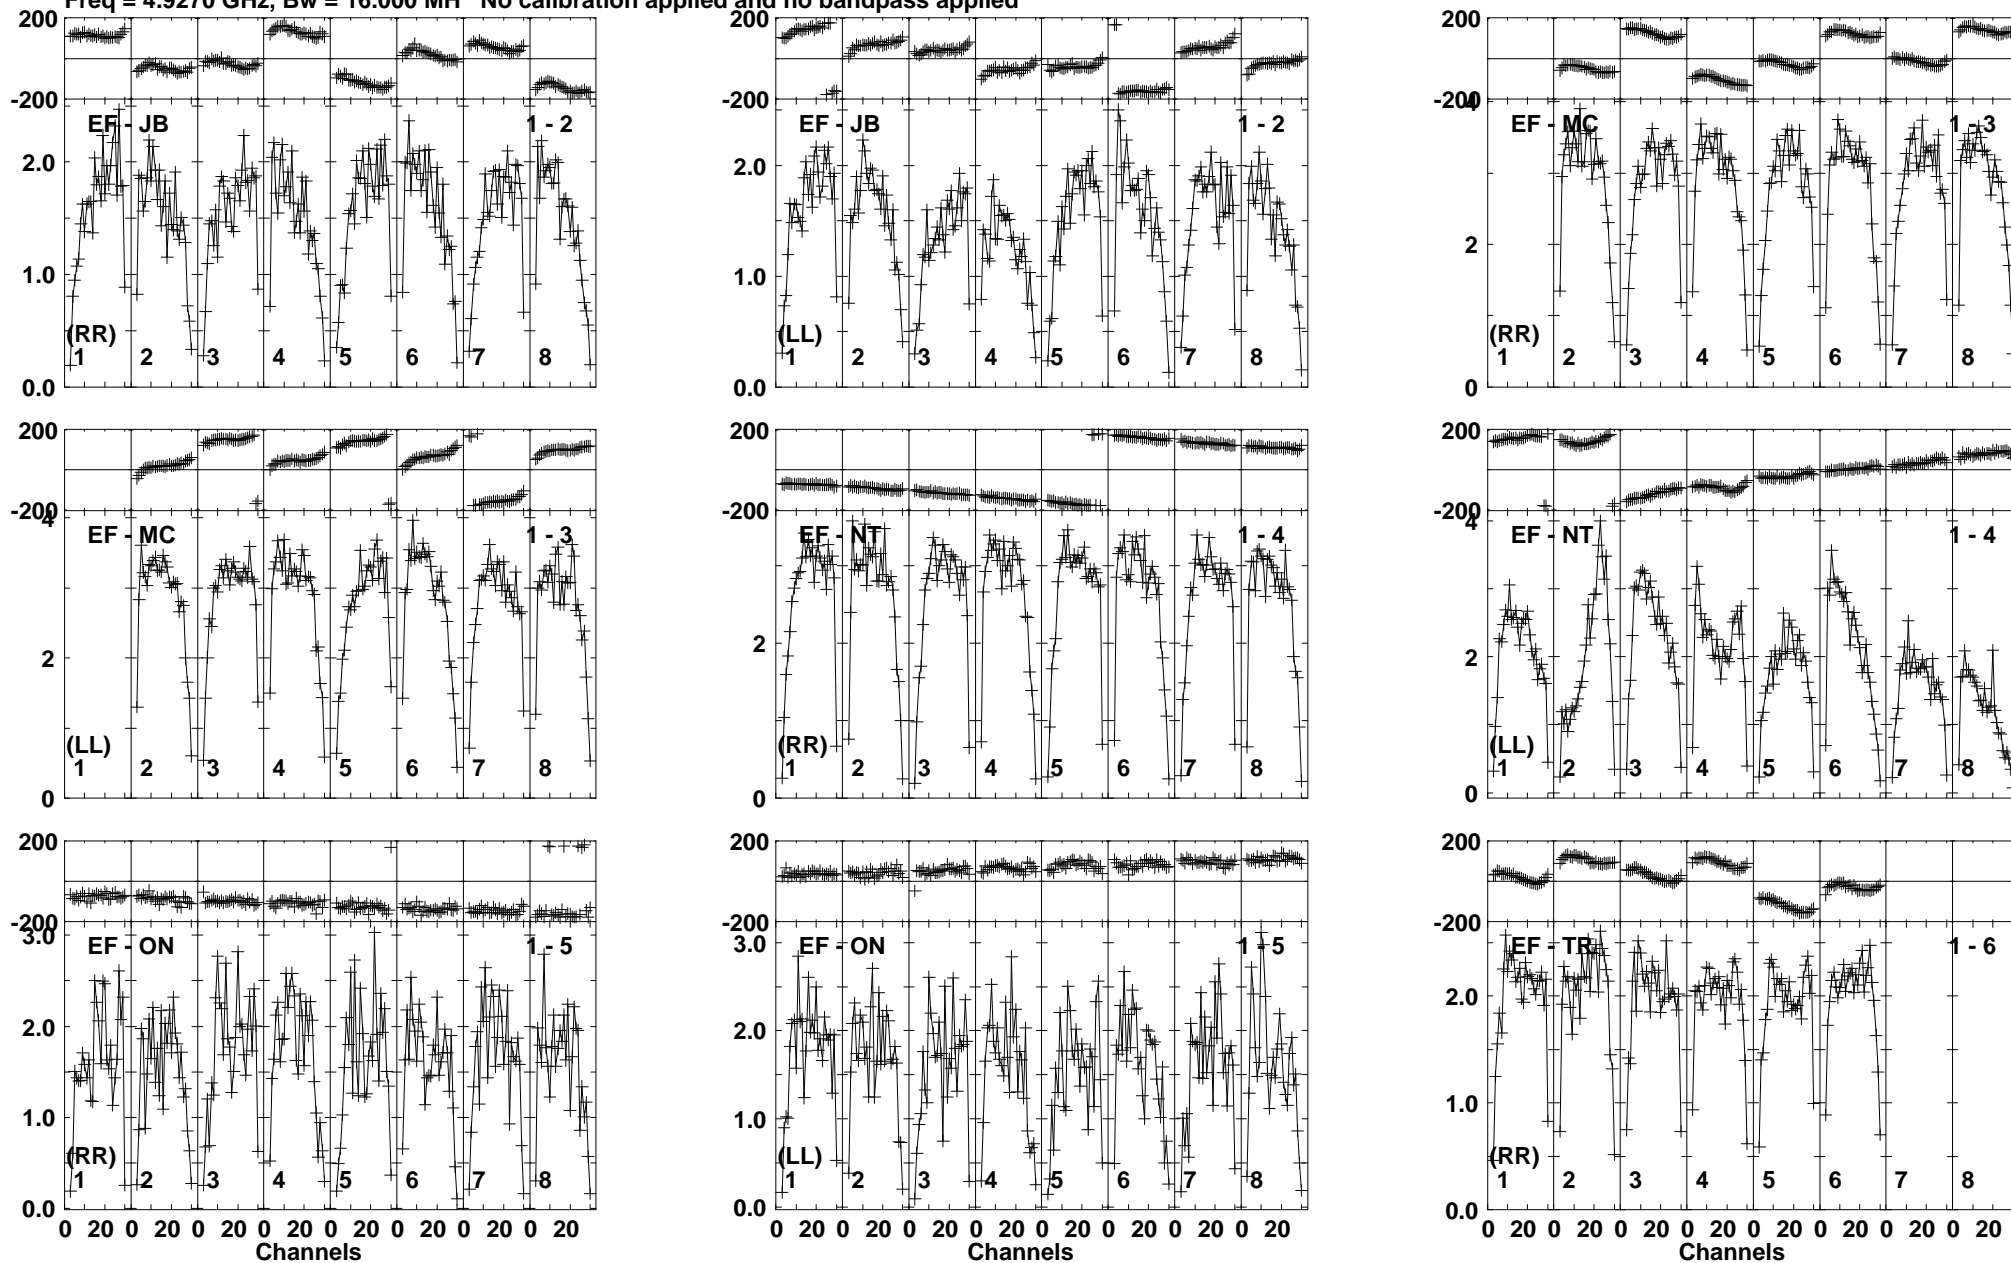 Freq = 4.9270 GHz, Bw = 16.000 MH No calibration applied and no bandpass applied
200 200 200
-200 -200 -200
EF - JB 1 - 2 EF - JB 1 - 2 4 EF - MC 1 - 3
2.0 2.0
2
1.0 1.0
(RR) (LL) (RR)
1 2 3 4 5 6 7 8 1 2 3 4 5 6 7 8 1 2 3 4 5 6 7 8
0.0 0.0 0
200 200 200
-200 -200 -200
4 EF - MC 1 - 3 EF - NT 1 - 4 4 EF - NT 1 - 4
2 2 2
(LL) (RR) (LL)
1 2 3 4 5 6 7 8 1 2 3 4 5 6 7 8 1 2 3 4 5 6 7 8
0 0 0
200 200 200
-200 -200 -200
3.0 EF - ON 1 - 5 3.0 EF - ON 1 - 5 EF - TR 1 - 6
2.0 2.0 2.0
1.0 1.0 1.0
(RR) (LL) (RR)
1 2 3 4 5 6 7 8 1 2 3 4 5 6 7 8 1 2 3 4 5 6 7 8
0.0 0.0 0.0
0 20 0 20 0 20 0 20 0 20 0 20 0 20 0 20 0 20 0 20 0 20 0 20 0 20 0 20 0 20 0 20 0 20 0 20 0 20 0 20 0 20 0 20 0 20 0 20
Channels Channels Channels